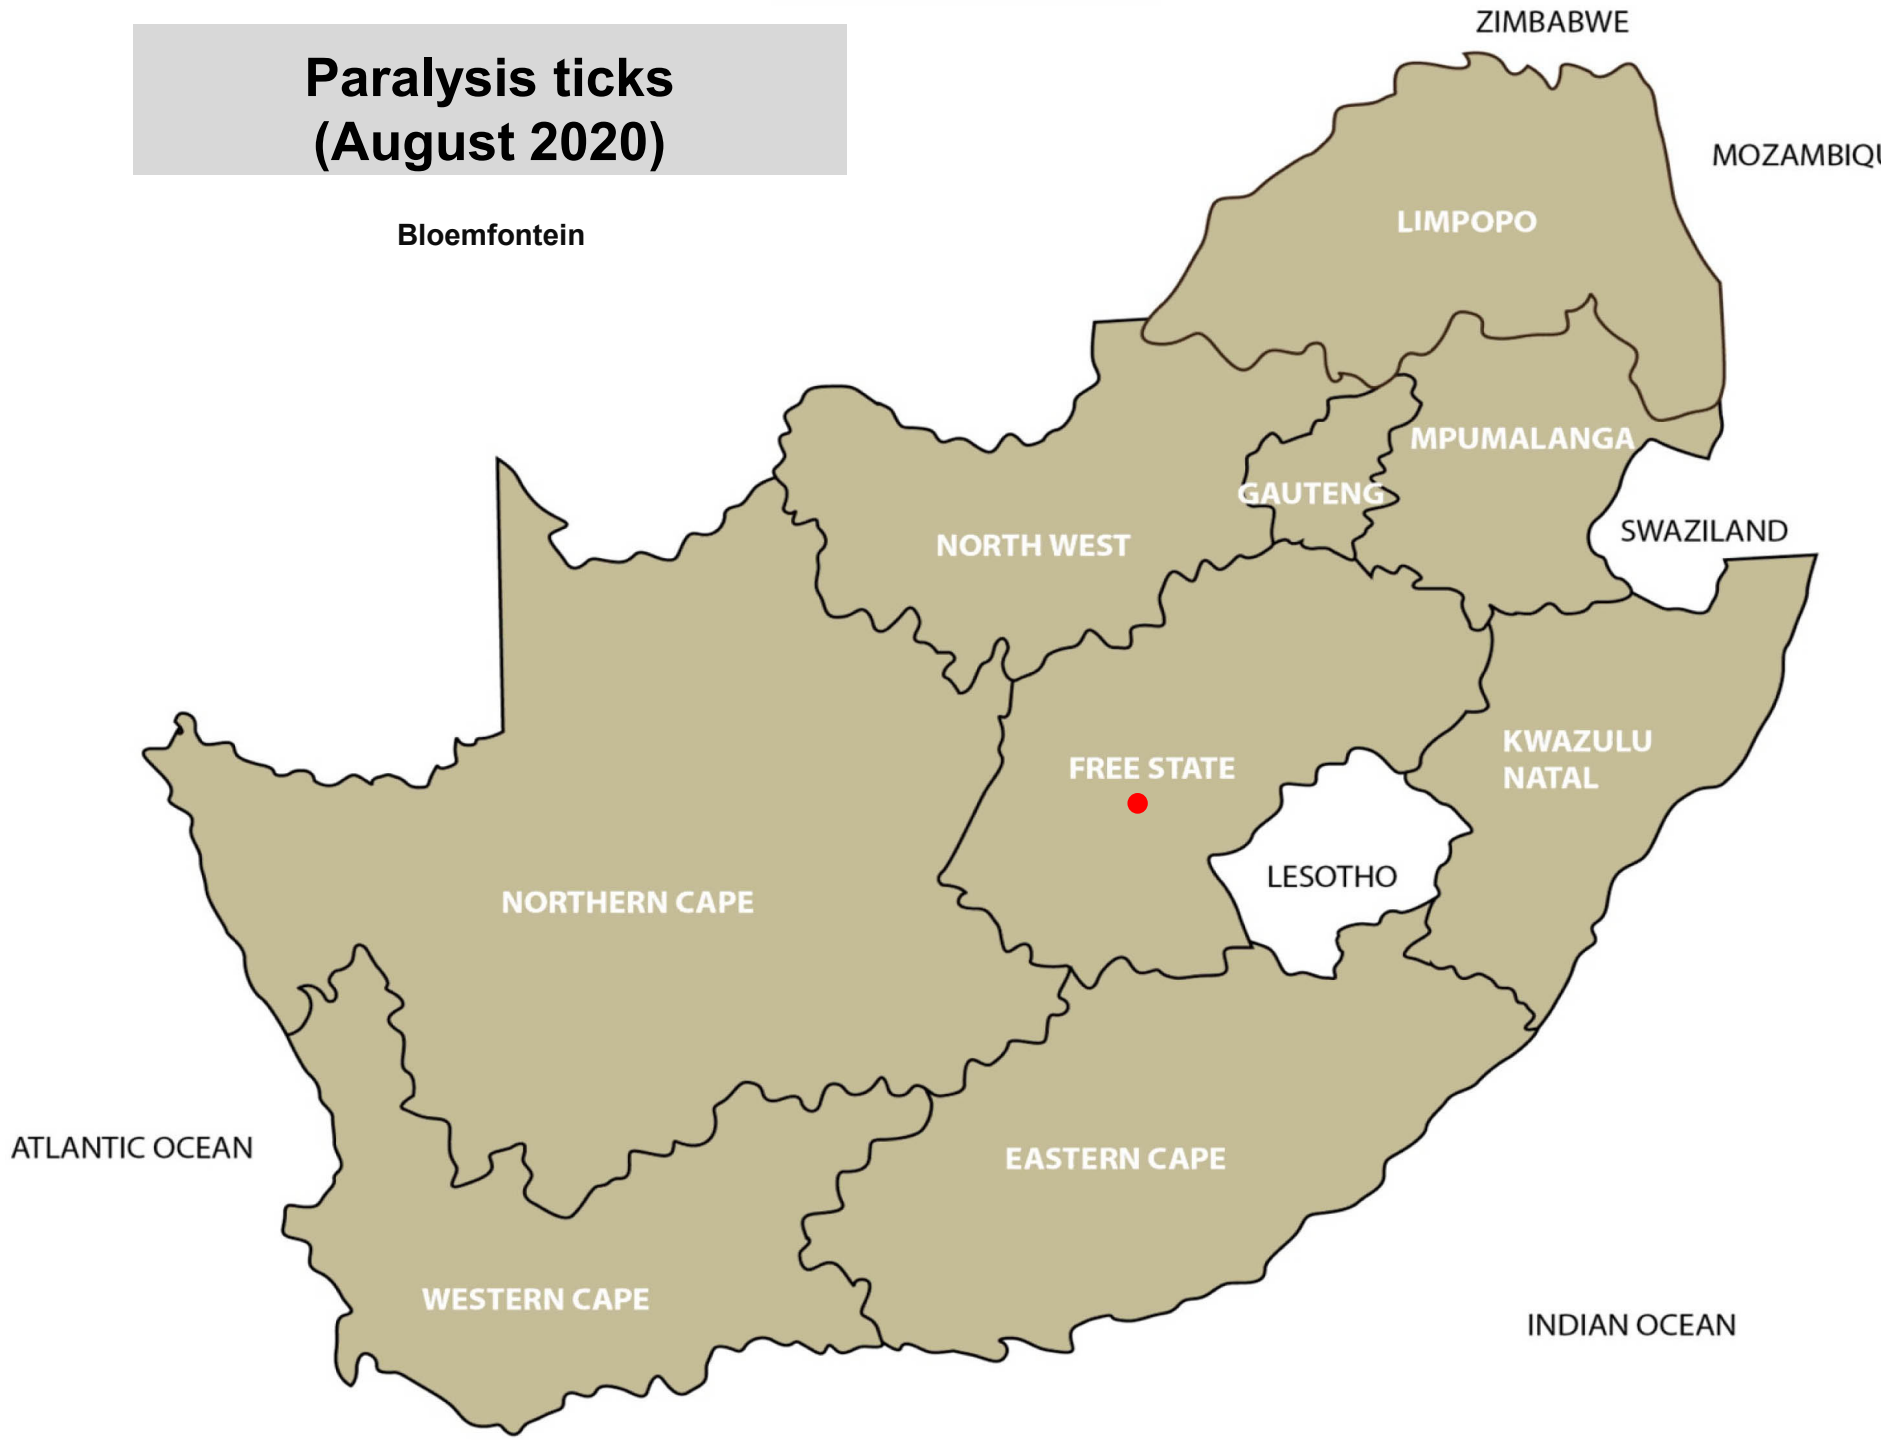 Paralysis ticks
(August 2020)
Bloemfontein
ZIMBABWE
MOZAMBIQU
LIMPOPO
MPUMALANGA
GAUTENG
SWAZILAND
NORTH WEST
KWAZULU
NATAL
FREE STATE
LESOTHO
NORTHERN CAPE
ATLANTIC OCEAN
EASTERN CAPE
WESTERN CAPE
INDIAN OCEAN